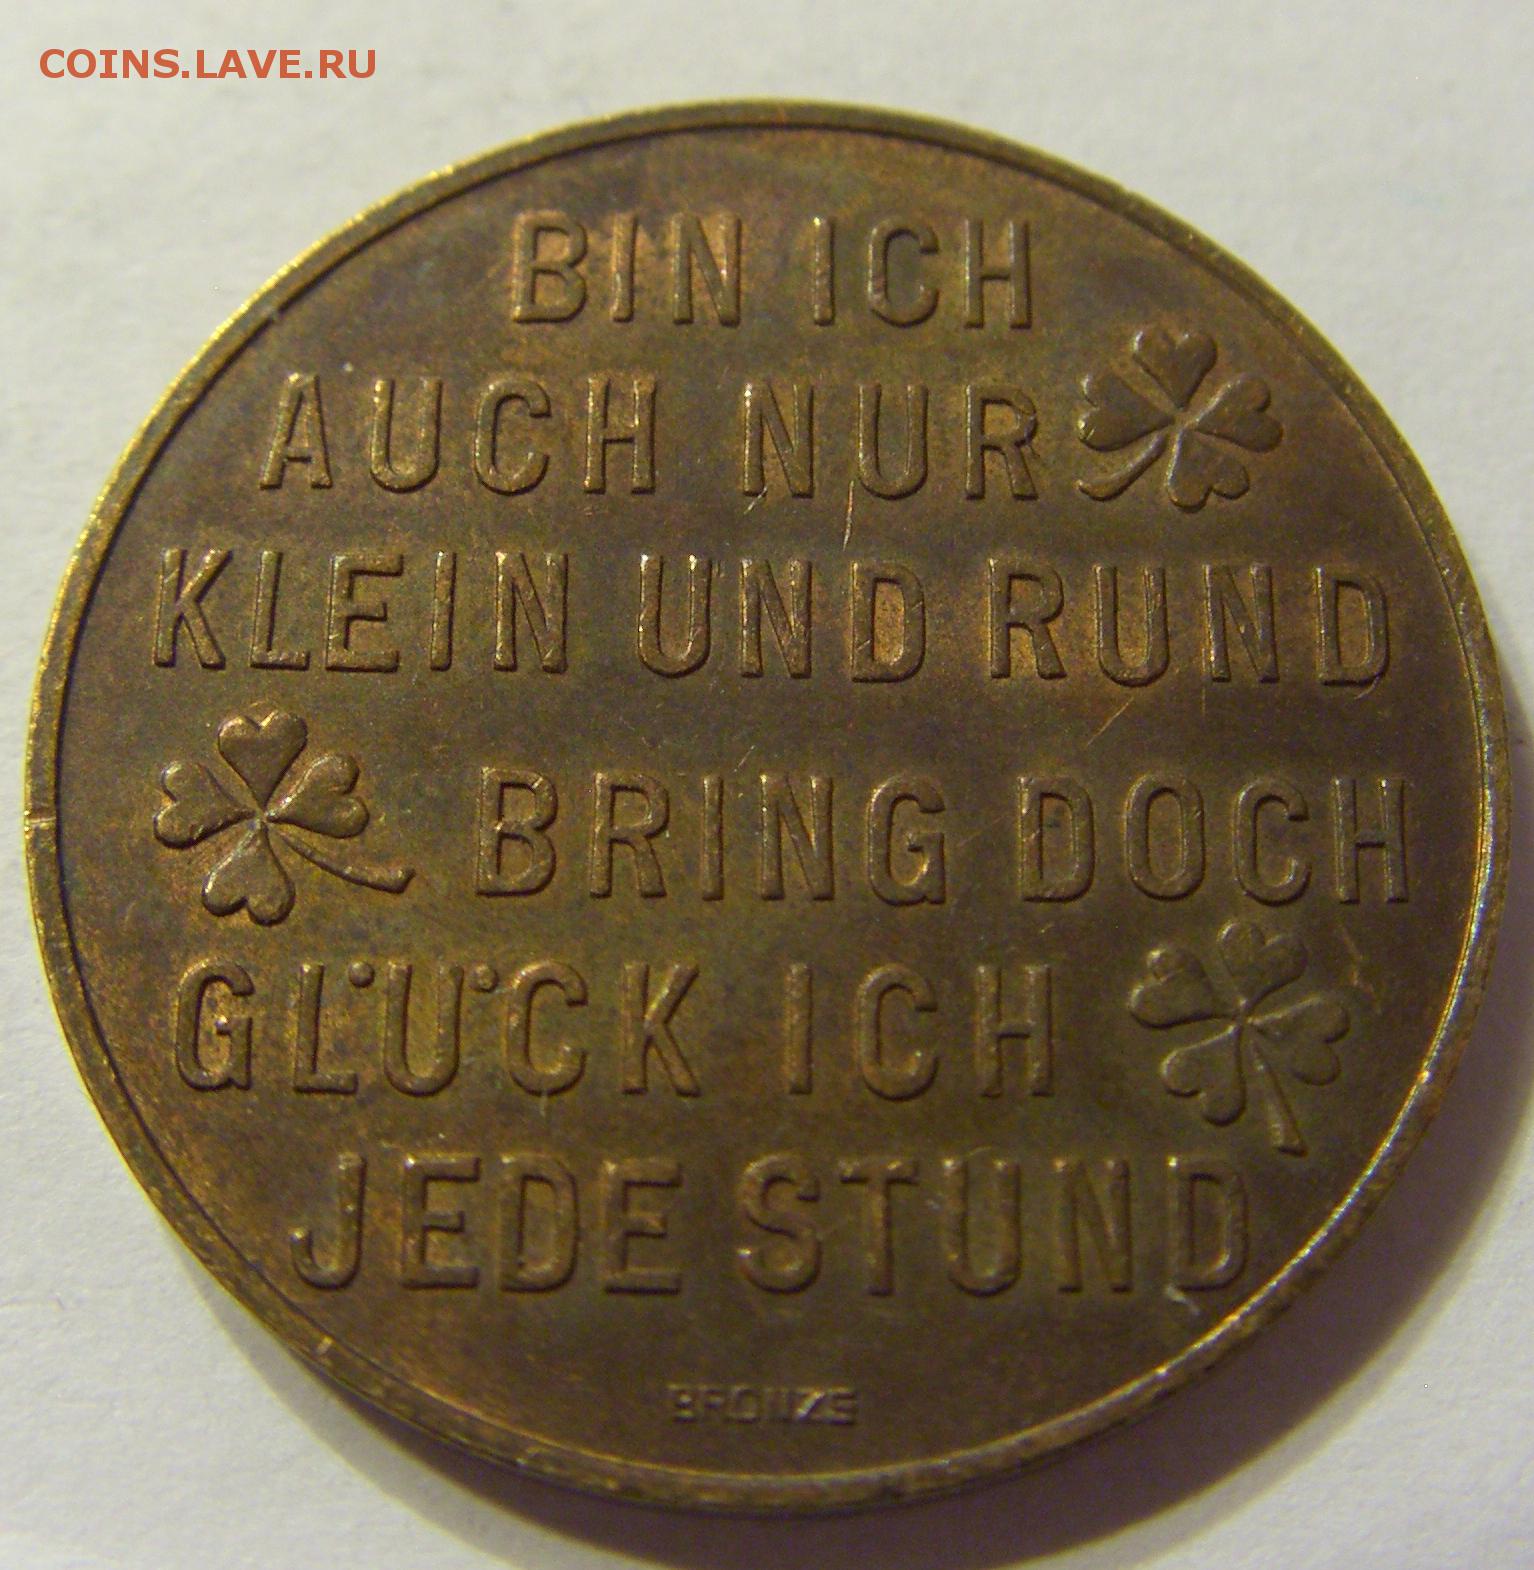 COINS.LAVE.RU
BIN ICH
AUCH NUR
KLEIN UND RUND
BRING DOCH
GLÜCK ICH
JEDE STUND
BRONZE